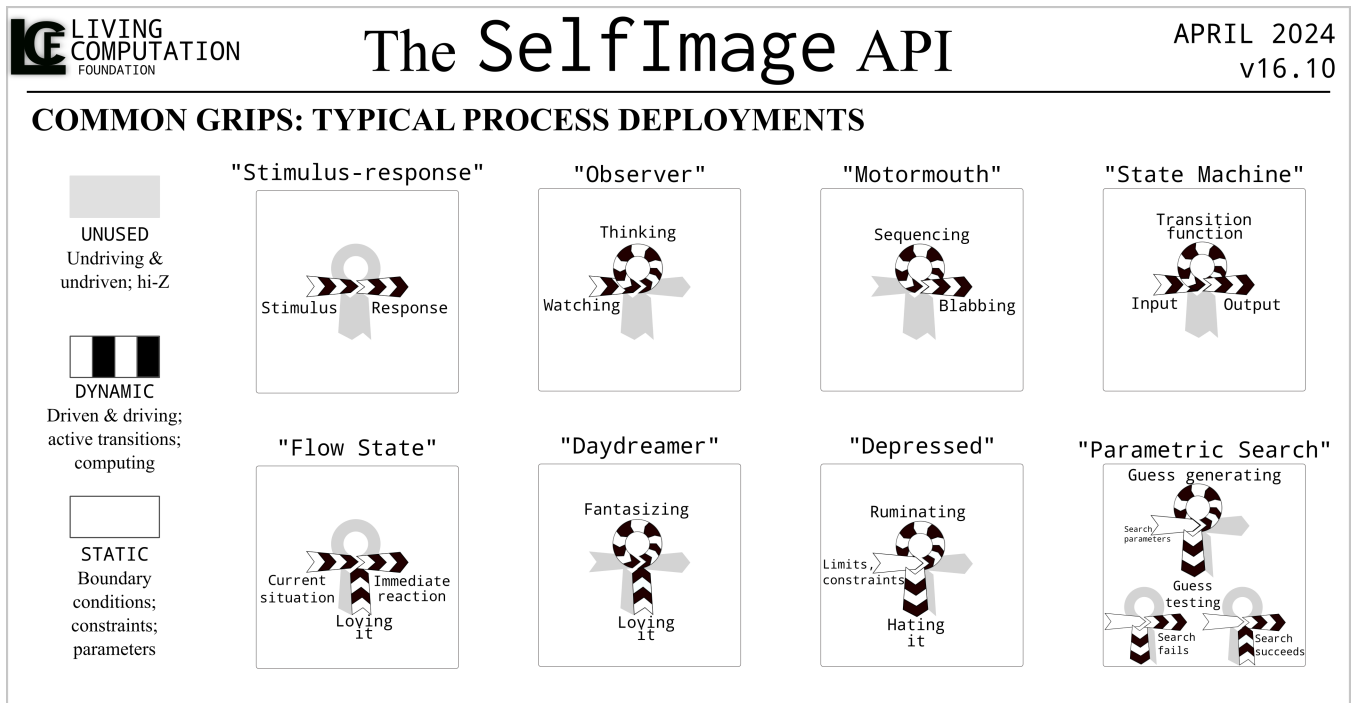 LCF
LIVING
COMPUTATION
FOUNDATION
The SelfImage API
APRIL 2024
v16.10
COMMON GRIPS: TYPICAL PROCESS DEPLOYMENTS
UNUSED
Undriving &
undriven; hi-Z
DYNAMIC
Driven & driving;
active transitions;
computing
STATIC
Boundary
conditions;
constraints;
parameters
"Stimulus-response"
Stimulus
Response
"Observer"
Thinking
Watching
"Motormouth"
Sequencing
Blabbing
"State Machine"
Transition
function
Input
Output
"Flow State"
Current
situation
Immediate
reaction
Loving
it
"Daydreamer"
Fantasizing
Loving
it
"Depressed"
Ruminating
Limits,
constraints
Hating
it
"Parametric Search"
Guess generating
Search
parameters
Guess
testing
Search
fails
Search
succeeds